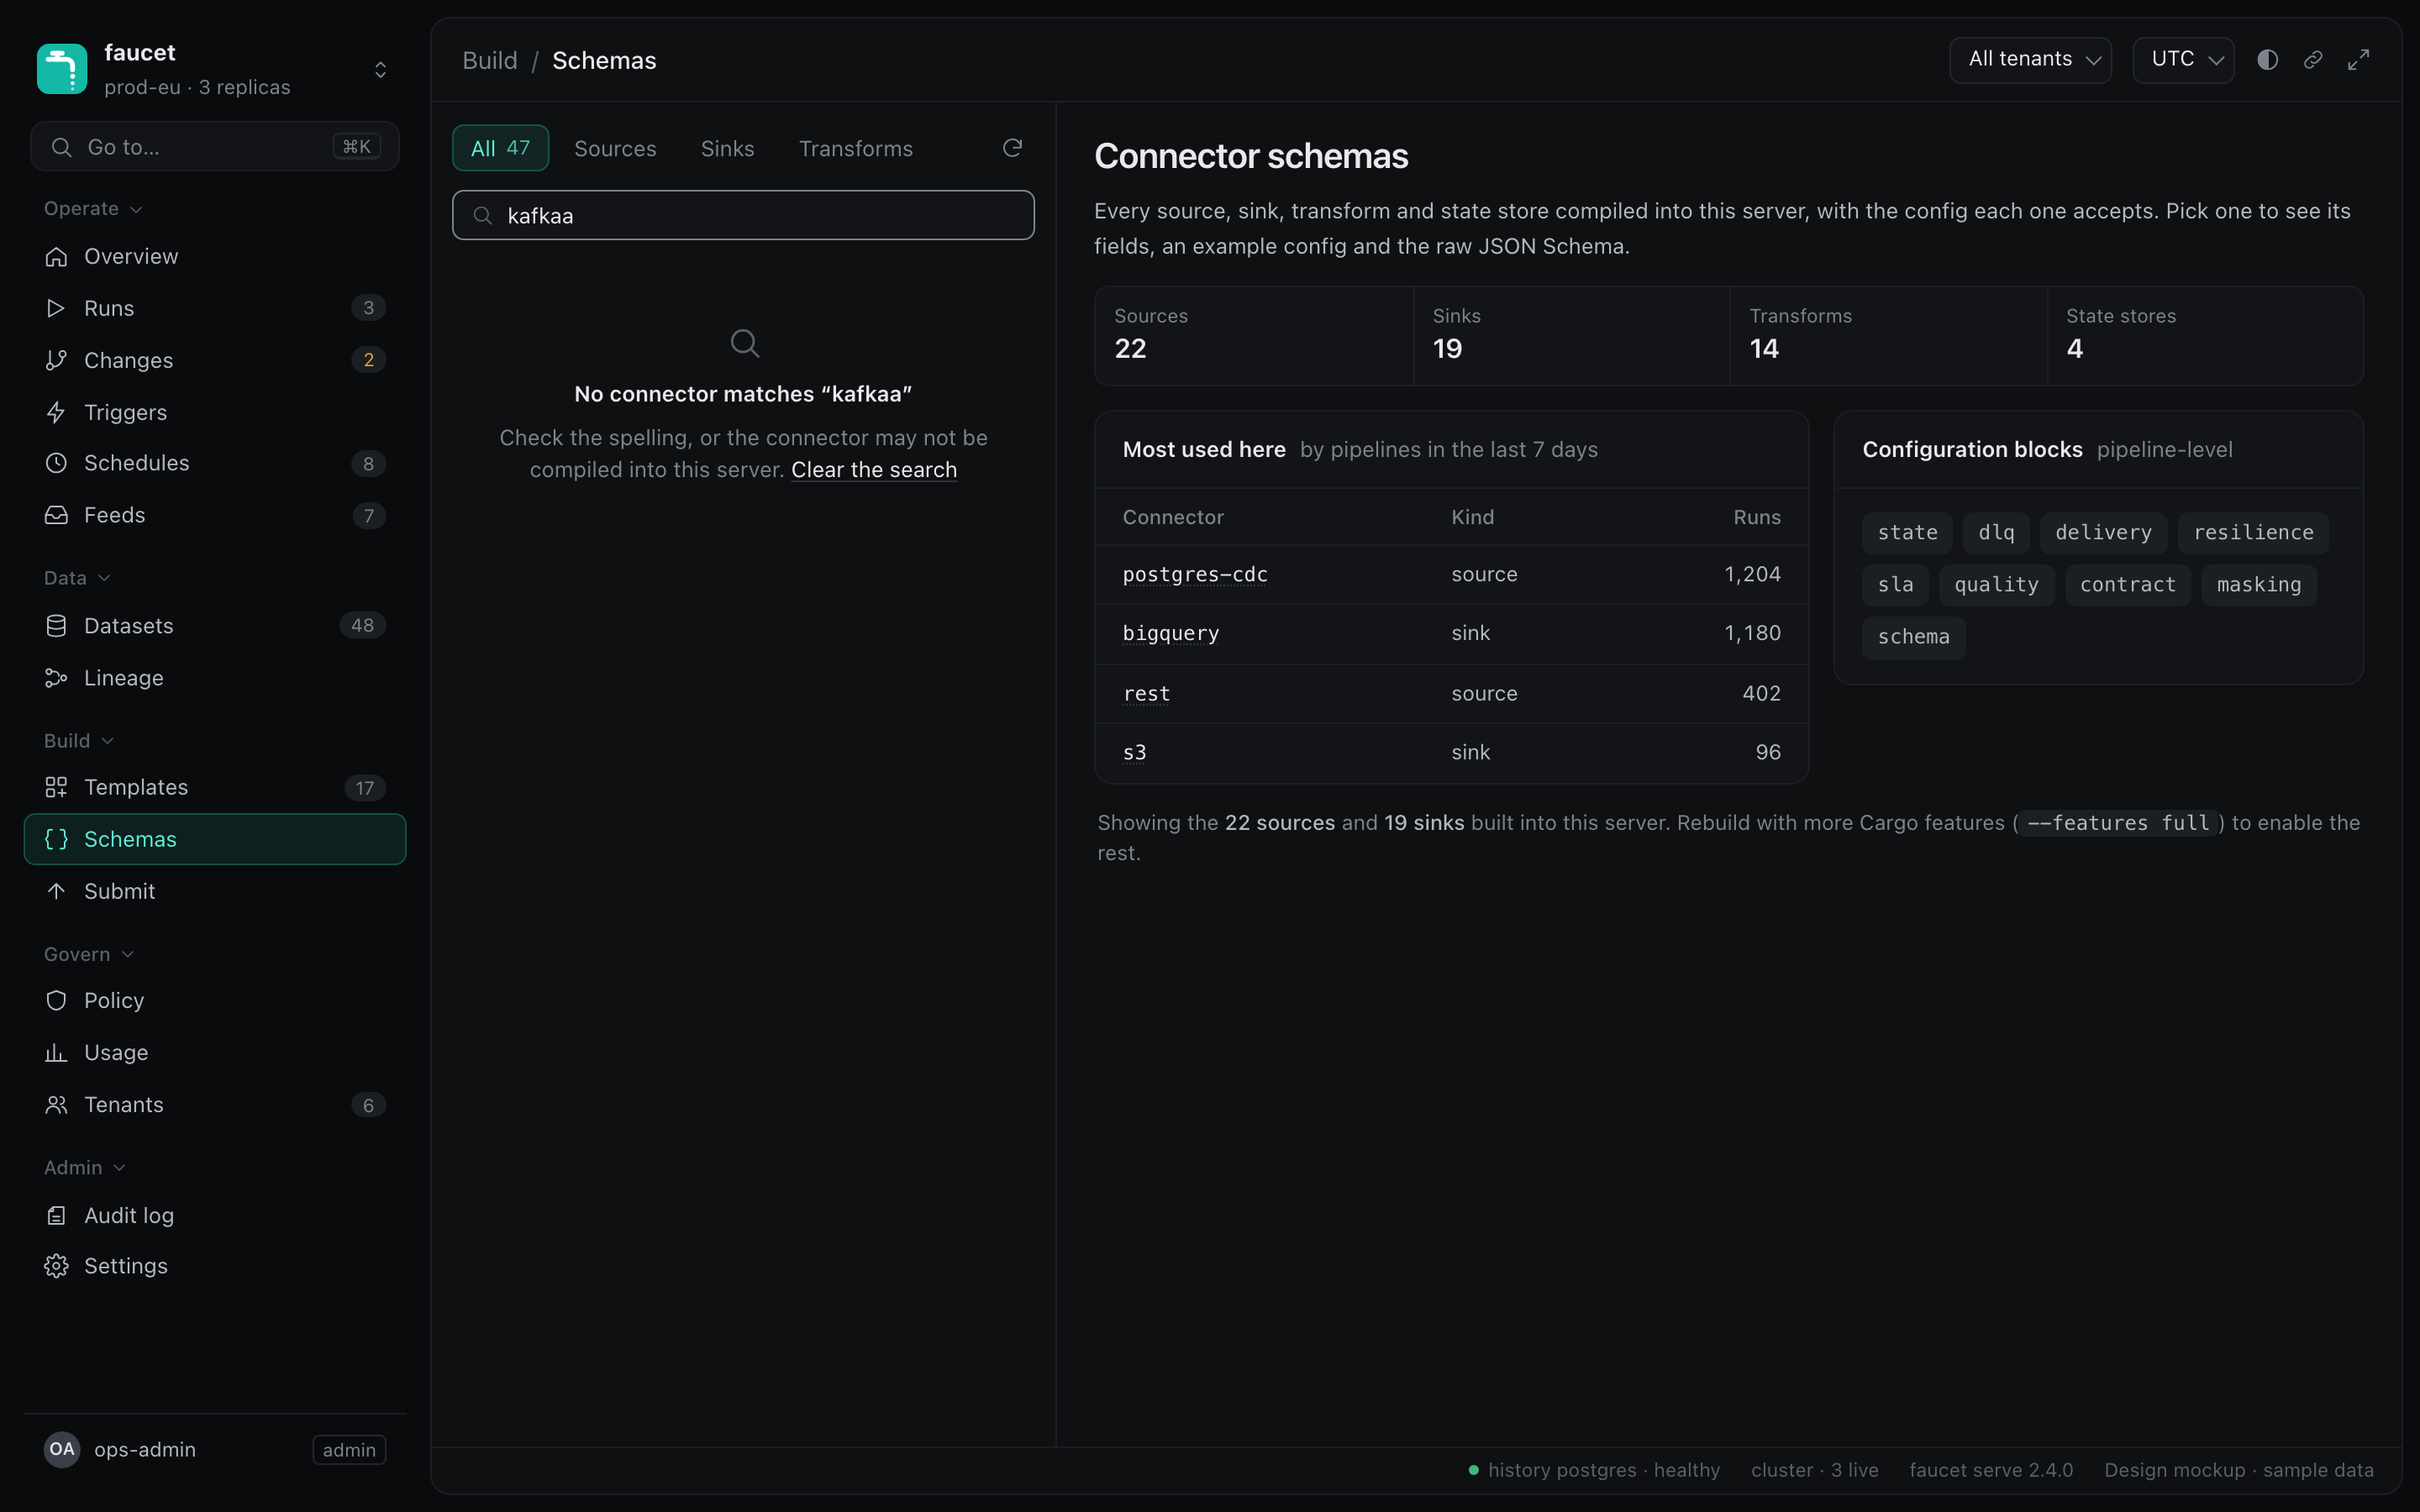 faucet
prod-eu · 3 replicas
Go to...
⌘K
Operate
Overview
Runs 3
Changes 2
Triggers
Schedules 8
Feeds 7
Data
Datasets 48
Lineage
Build
Templates 17
Schemas
Submit
Govern
Policy
Usage
Tenants 6
Admin
Audit log
Settings
OA ops-admin admin
Build / Schemas
All tenants UTC
All 47 Sources Sinks Transforms
kafkaa
No connector matches “kafkaa”
Check the spelling, or the connector may not be
compiled into this server. Clear the search
Connector schemas
Every source, sink, transform and state store compiled into this server, with the config each one accepts. Pick one to see its
fields, an example config and the raw JSON Schema.
Sources Sinks Transforms State stores
22 19 14 4
Most used here by pipelines in the last 7 days
Connector Kind Runs
postgres-cdc source 1,204
bigquery sink 1,180
rest source 402
s3 sink 96
Configuration blocks pipeline-level
state dlq delivery resilience
sla quality contract masking
schema
Showing the 22 sources and 19 sinks built into this server. Rebuild with more Cargo features (--features full) to enable the
rest.
history postgres · healthy cluster · 3 live faucet serve 2.4.0 Design mockup · sample data